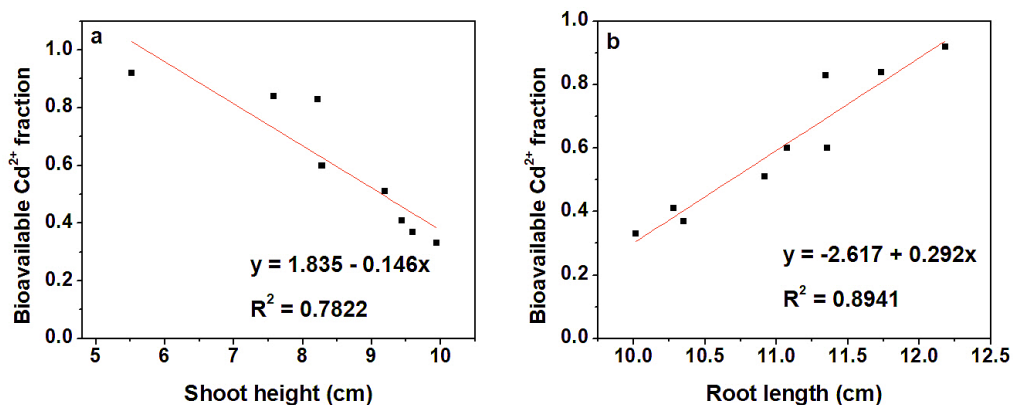 a
Bioavailable Cd²⁺ fraction
1.0
0.8
0.6
0.4
0.2
0.0
y = 1.835 - 0.146x
R² = 0.7822
5 6 7 8 9 10
Shoot height (cm)
b
Bioavailable Cd²⁺ fraction
1.0
0.8
0.6
0.4
0.2
0.0
y = -2.617 + 0.292x
R² = 0.8941
10.0 10.5 11.0 11.5 12.0 12.5
Root length (cm)